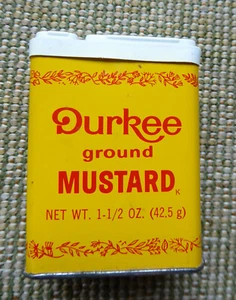 Durkee
ground
MUSTARD K
NET WT. 1-1/2 OZ. (42,5 g)